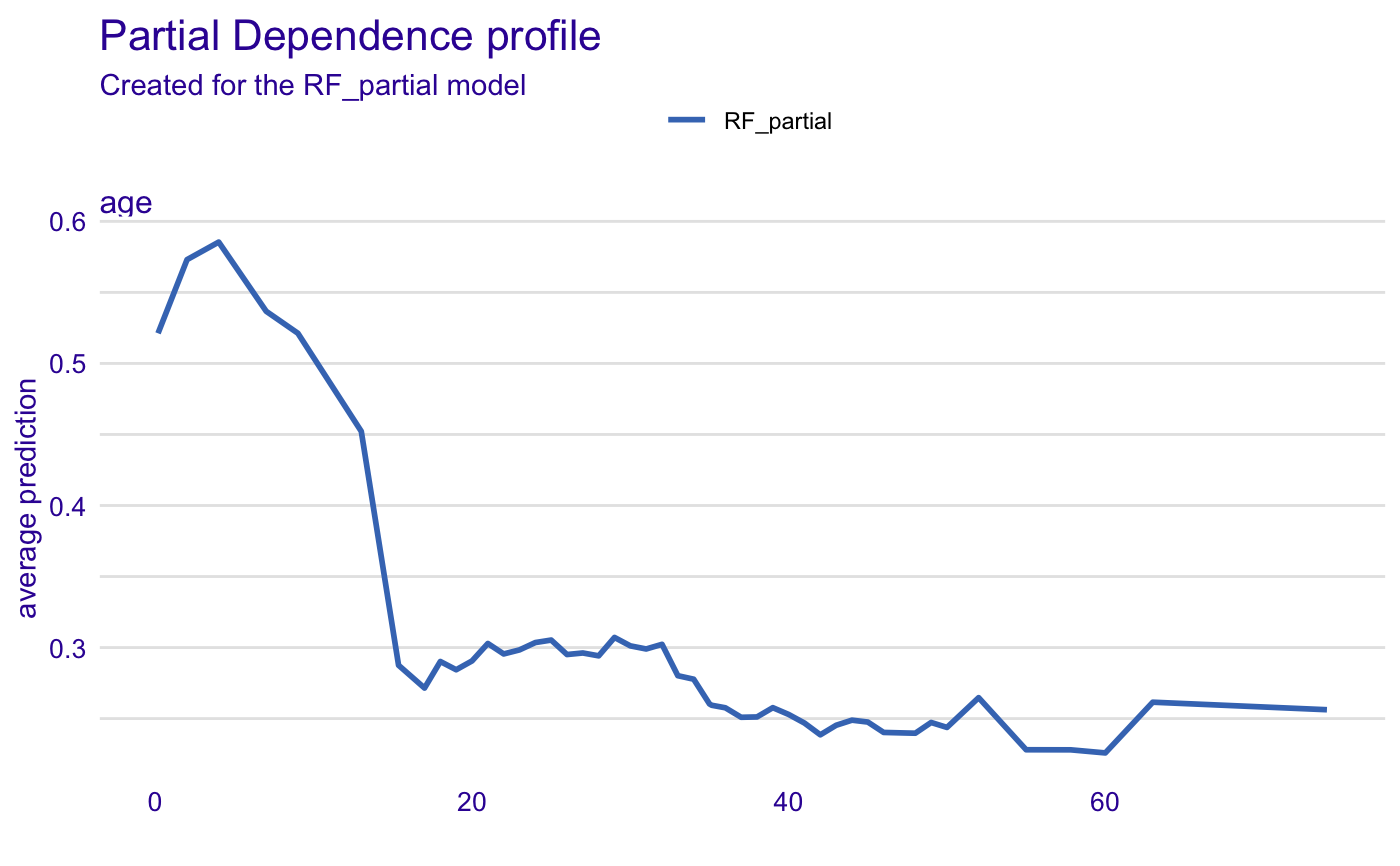 Partial Dependence profile
Created for the RF_partial model
RF_partial
age
0.6
0.5
0.4
0.3
average prediction
0 20 40 60